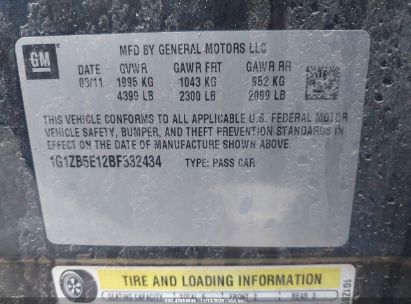 GM
MFD BY GENERAL MOTORS LLC
DATE GVWR GAWR FRT GAWR RR
03/11 1995 KG 1043 KG 952 KG
4399 LB 2300 LB 2099 LB
THIS VEHICLE CONFORMS TO ALL APPLICABLE U.S. FEDERAL MOTOR
VEHICLE SAFETY, BUMPER, AND THEFT PREVENTION STANDARDS IN
EFFECT ON THE DATE OF MANUFACTURE SHOWN ABOVE.
1G1ZB5E12BF332434 TYPE: PASS CAR
TIRE AND LOADING INFORMATION
SEATING CAPACITY